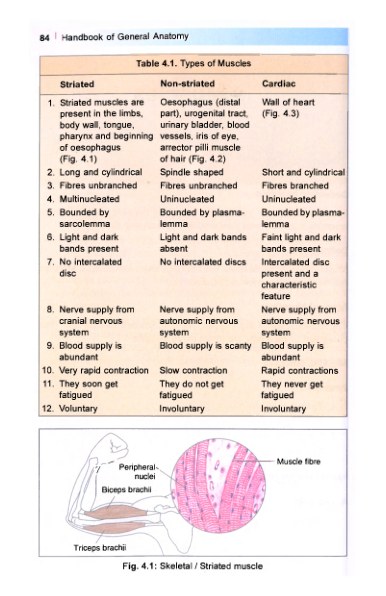 84 | Handbook of General Anatomy
Table 4.1. Types of Muscles
Striated Non-striated Cardiac
1. Striated muscles are Oesophagus (distal Wall of heart
present in the limbs, part), urogenital tract, (Fig. 4.3)
body wall, tongue, urinary bladder, blood
pharynx and beginning vessels, iris of eye,
of oesophagus arrector pilli muscle
(Fig. 4.1) of hair (Fig. 4.2)
2. Long and cylindrical Spindle shaped Short and cylindrical
3. Fibres unbranched Fibres unbranched Fibres branched
4. Multinucleated Uninucleated Uninucleated
5. Bounded by Bounded by plasma- Bounded by plasma-
sarcolemma lemma lemma
6. Light and dark Light and dark bands Faint light and dark
bands present absent bands present
7. No intercalated No intercalated discs Intercalated disc
disc present and a
characteristic
feature
8. Nerve supply from Nerve supply from Nerve supply from
cranial nervous autonomic nervous autonomic nervous
system system system
9. Blood supply is Blood supply is scanty Blood supply is
abundant abundant
10. Very rapid contraction Slow contraction Rapid contractions
11. They soon get They do not get They never get
fatigued fatigued fatigued
12. Voluntary Involuntary Involuntary
Muscle fibre
Peripheral
nuclei
Biceps brachii
Triceps brachii
Fig. 4.1: Skeletal / Striated muscle